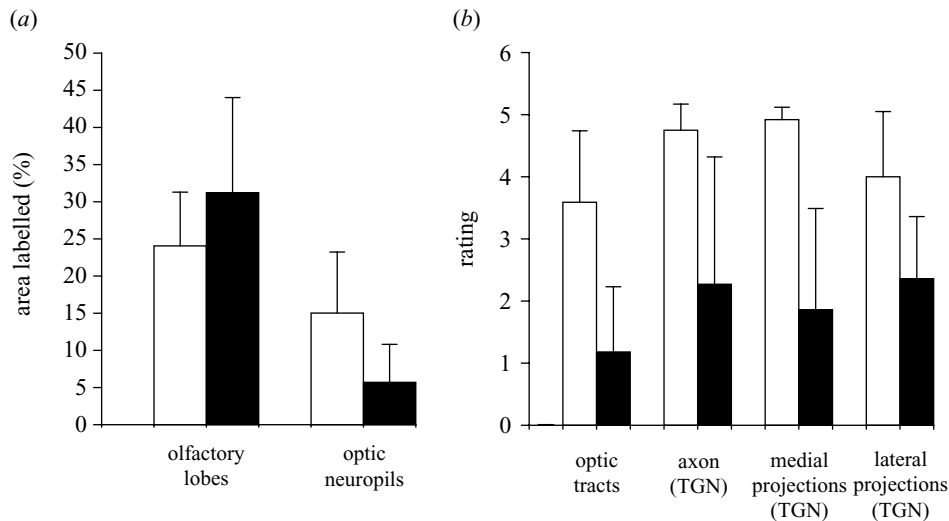 (a)
50
45
40
35
30
25
20
15
10
5
0
area labelled (%)
olfactory
lobes
optic
neuropils
(b)
6
5
4
3
2
1
0
rating
optic
tracts
axon
(TGN)
medial
projections
(TGN)
lateral
projections
(TGN)